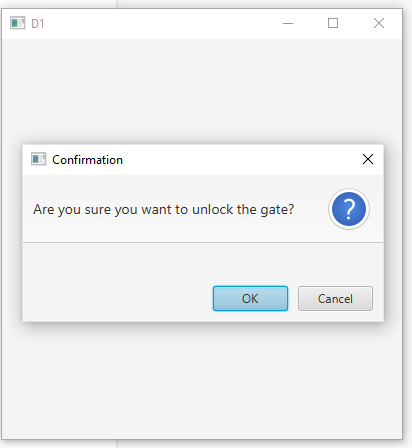 D1
Confirmation
Are you sure you want to unlock the gate?
?
OK
Cancel